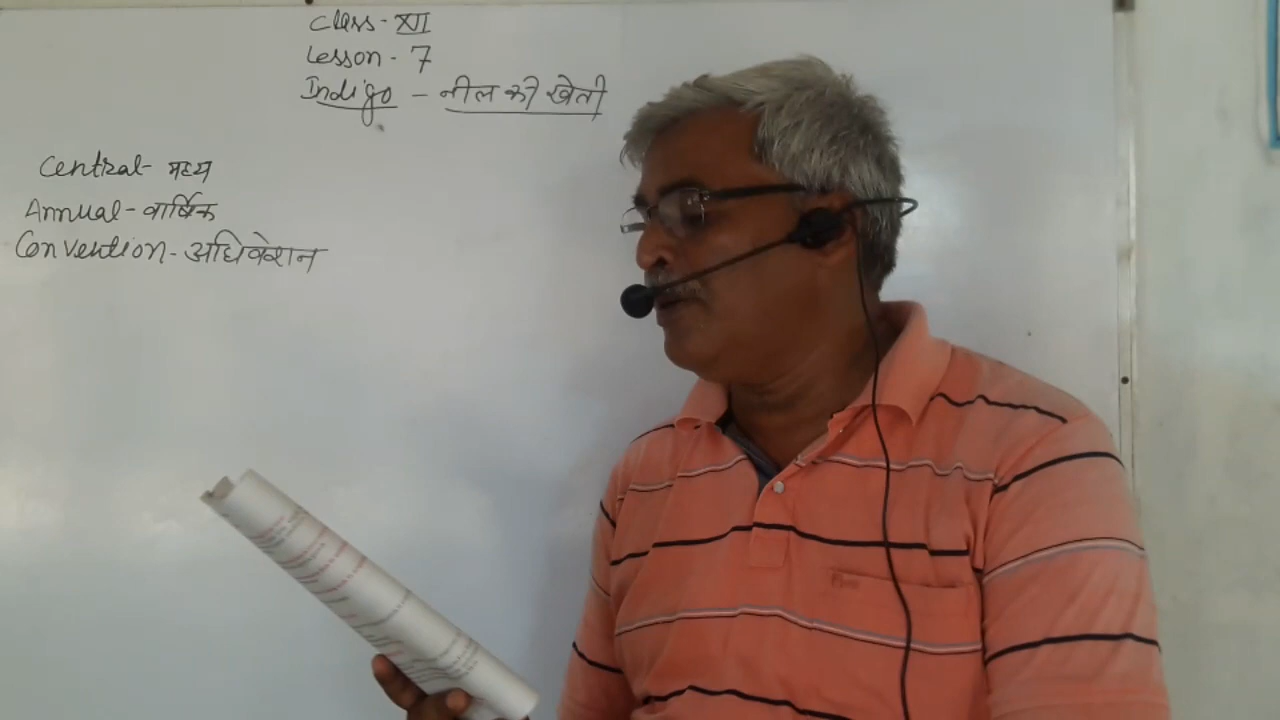 Class - XII
Lesson - 7
Indigo - नील की खेती
Central - मध्य
Annual - वार्षिक
Convention - अधिवेशन